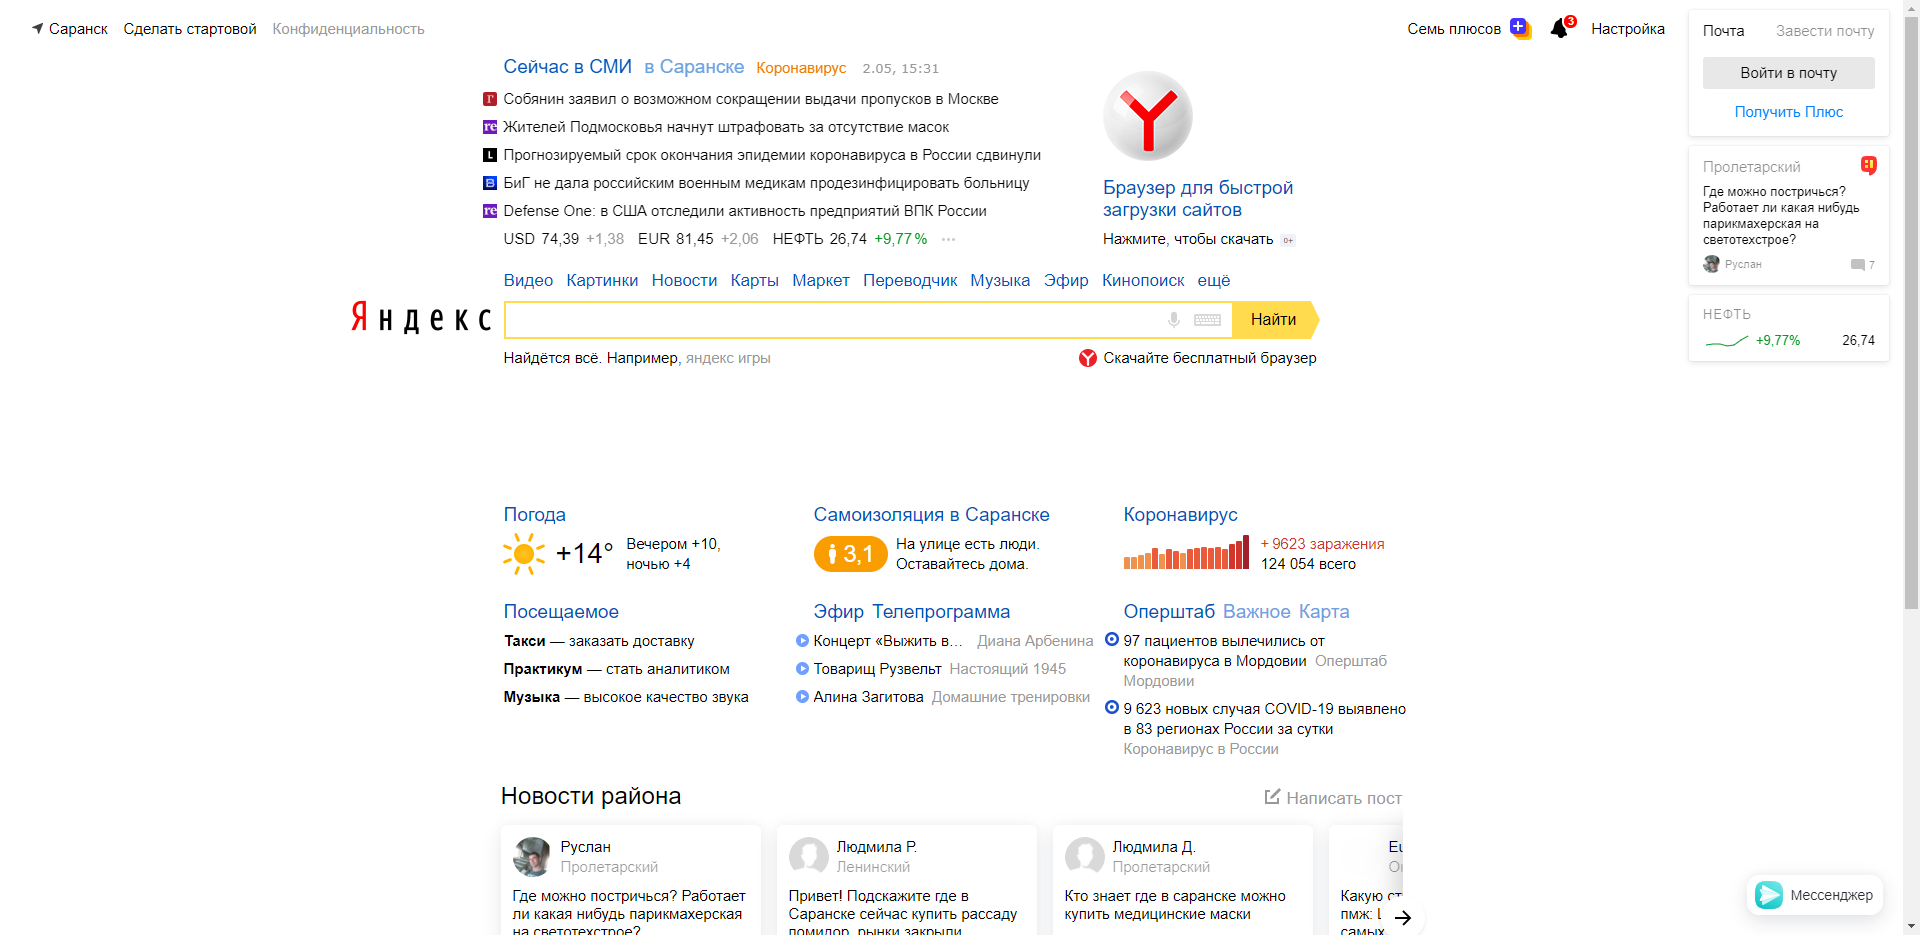 Саранск Сделать стартовой Конфиденциальность Семь плюсов 3 Настройка
Почта Завести почту
Войти в почту
Получить Плюс
Сейчас в СМИ в Саранске Коронавирус 2.05, 15:31
Собянин заявил о возможном сокращении выдачи пропусков в Москве
Жителей Подмосковья начнут штрафовать за отсутствие масок
Прогнозируемый срок окончания эпидемии коронавируса в России сдвинули
БиГ не дала российским военным медикам продезинфицировать больницу
Defense One: в США отследили активность предприятий ВПК России
USD 74,39 +1,38 EUR 81,45 +2,06 НЕФТЬ 26,74 +9,77 % ···
Браузер для быстрой
загрузки сайтов
Нажмите, чтобы скачать 0+
Пролетарский
Где можно постричься?
Работает ли какая нибудь
парикмахерская на
светотехстрое?
Руслан 7
НЕФТЬ
+9,77% 26,74
Видео Картинки Новости Карты Маркет Переводчик Музыка Эфир Кинопоиск ещё
Яндекс Найти
Найдётся всё. Например, яндекс игры Скачайте бесплатный браузер
Погода
+14° Вечером +10,
ночью +4
Самоизоляция в Саранске
3,1 На улице есть люди.
Оставайтесь дома.
Коронавирус
+ 9623 заражения
124 054 всего
Посещаемое
Такси — заказать доставку
Практикум — стать аналитиком
Музыка — высокое качество звука
Эфир Телепрограмма
Концерт «Выжить в... Диана Арбенина
Товарищ Рузвельт Настоящий 1945
Алина Загитова Домашние тренировки
Оперштаб Важное Карта
97 пациентов вылечились от
коронавируса в Мордовии Оперштаб
Мордовии
9 623 новых случая COVID-19 выявлено
в 83 регионах России за сутки
Коронавирус в России
Новости района Написать пост
Руслан
Пролетарский
Где можно постричься? Работает
ли какая нибудь парикмахерская
на светотехстрое?
Людмила Р.
Ленинский
Привет! Подскажите где в
Саранске сейчас купить рассаду
помидор, рынки закрыли
Людмила Д.
Пролетарский
Кто знает где в саранске можно
купить медицинские маски
Какую
пмж:
самых
Мессенджер